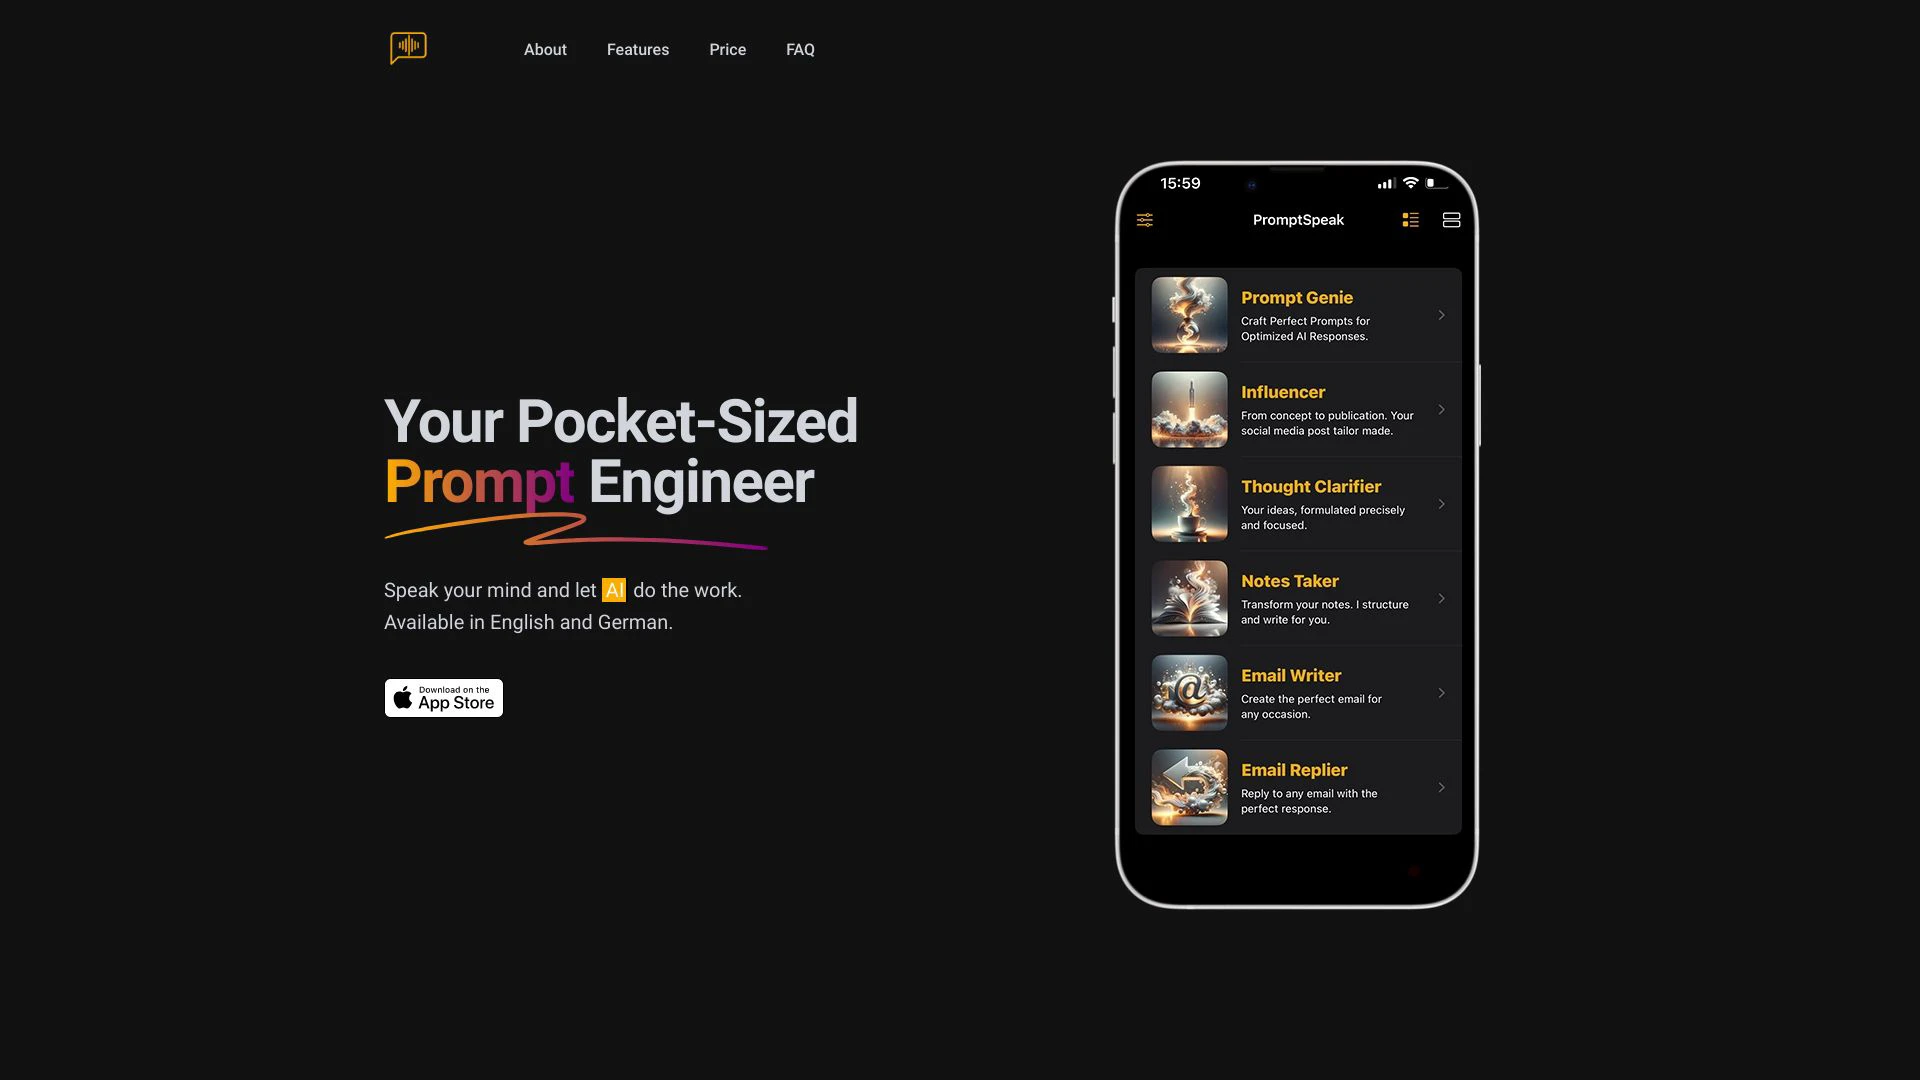 About
Features
Price
FAQ
Your Pocket-Sized
Prompt Engineer
Speak your mind and let AI do the work.
Available in English and German.
Download on the
App Store
15:59
PromptSpeak
Prompt Genie
Craft Perfect Prompts for
Optimized AI Responses.
Influencer
From concept to publication. Your
social media post tailor made.
Thought Clarifier
Your ideas, formulated precisely
and focused.
Notes Taker
Transform your notes. I structure
and write for you.
Email Writer
Create the perfect email for
any occasion.
Email Replier
Reply to any email with the
perfect response.